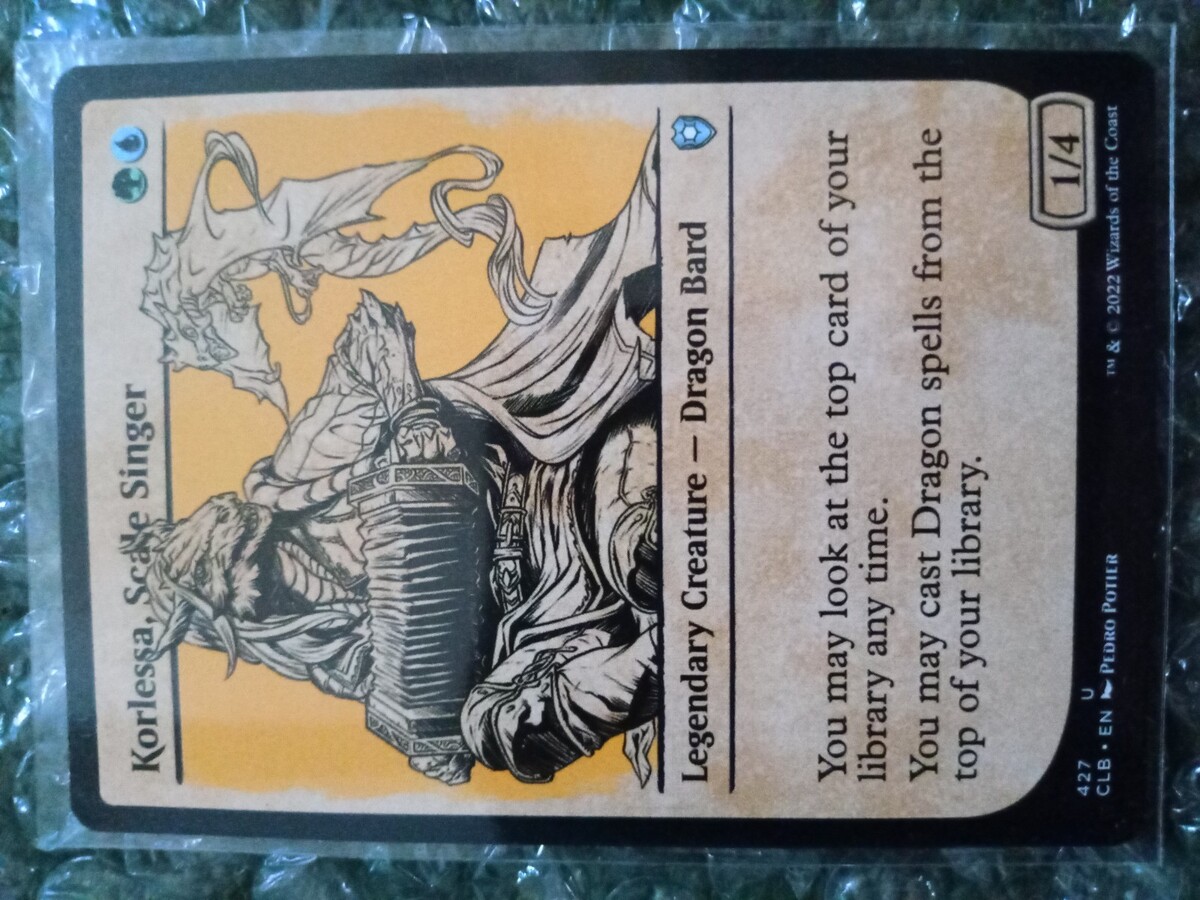 Korlessa, Scale Singer
Legendary Creature — Dragon Bard
You may look at the top card of your
library any time.
You may cast Dragon spells from the
top of your library.
1/4
427 U
CLB • EN PEDRO POTIER
™ & © 2022 Wizards of the Coast